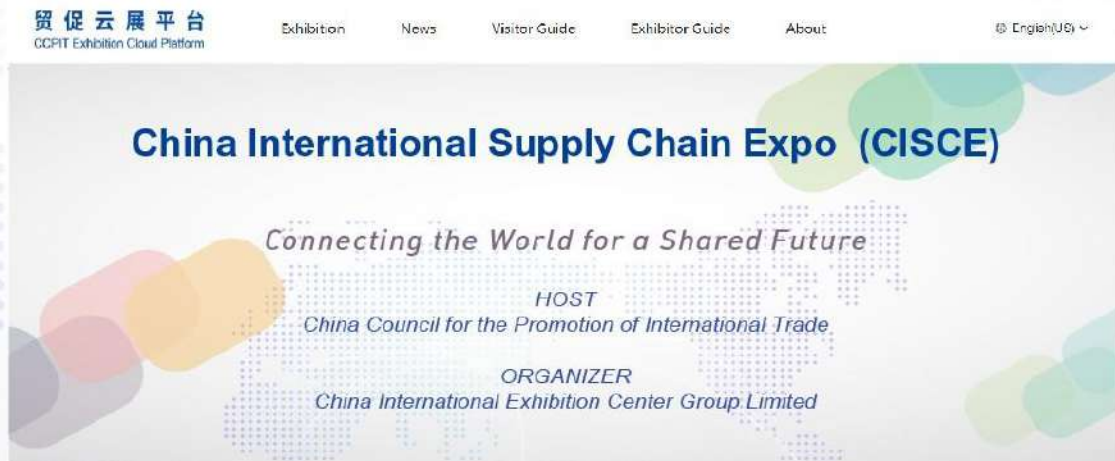 贸促云展平台
CCPIT Exhibition Cloud Platform
Exhibition News Visitor Guide Exhibitor Guide About English(US)
China International Supply Chain Expo (CISCE)
Connecting the World for a Shared Future
HOST
China Council for the Promotion of International Trade
ORGANIZER
China International Exhibition Center Group Limited